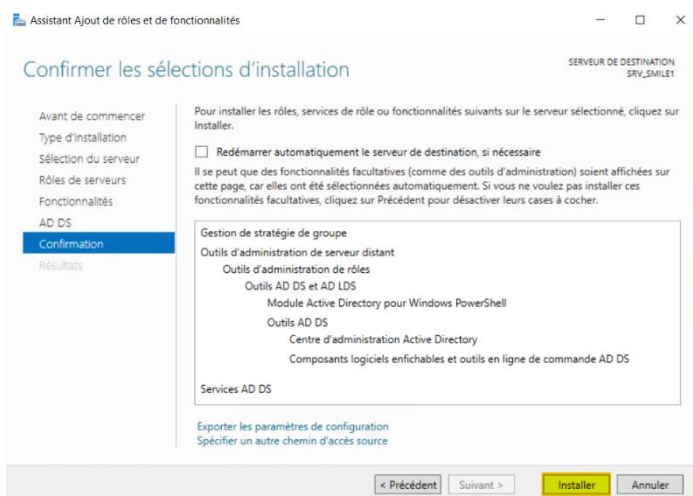 Assistant Ajout de rôles et de fonctionnalités
Confirmer les sélections d'installation
SERVEUR DE DESTINATION
SRV_SMILE1
Avant de commencer
Type d'installation
Sélection du serveur
Rôles de serveurs
Fonctionnalités
AD DS
Confirmation
Résultats
Pour installer les rôles, services de rôle ou fonctionnalités suivants sur le serveur sélectionné, cliquez sur
Installer.
Redémarrer automatiquement le serveur de destination, si nécessaire
Il se peut que des fonctionnalités facultatives (comme des outils d'administration) soient affichées sur
cette page, car elles ont été sélectionnées automatiquement. Si vous ne voulez pas installer ces
fonctionnalités facultatives, cliquez sur Précédent pour désactiver leurs cases à cocher.
Gestion de stratégie de groupe
Outils d'administration de serveur distant
Outils d'administration de rôles
Outils AD DS et AD LDS
Module Active Directory pour Windows PowerShell
Outils AD DS
Centre d'administration Active Directory
Composants logiciels enfichables et outils en ligne de commande AD DS
Services AD DS
Exporter les paramètres de configuration
Spécifier un autre chemin d'accès source
< Précédent
Suivant >
Installer
Annuler